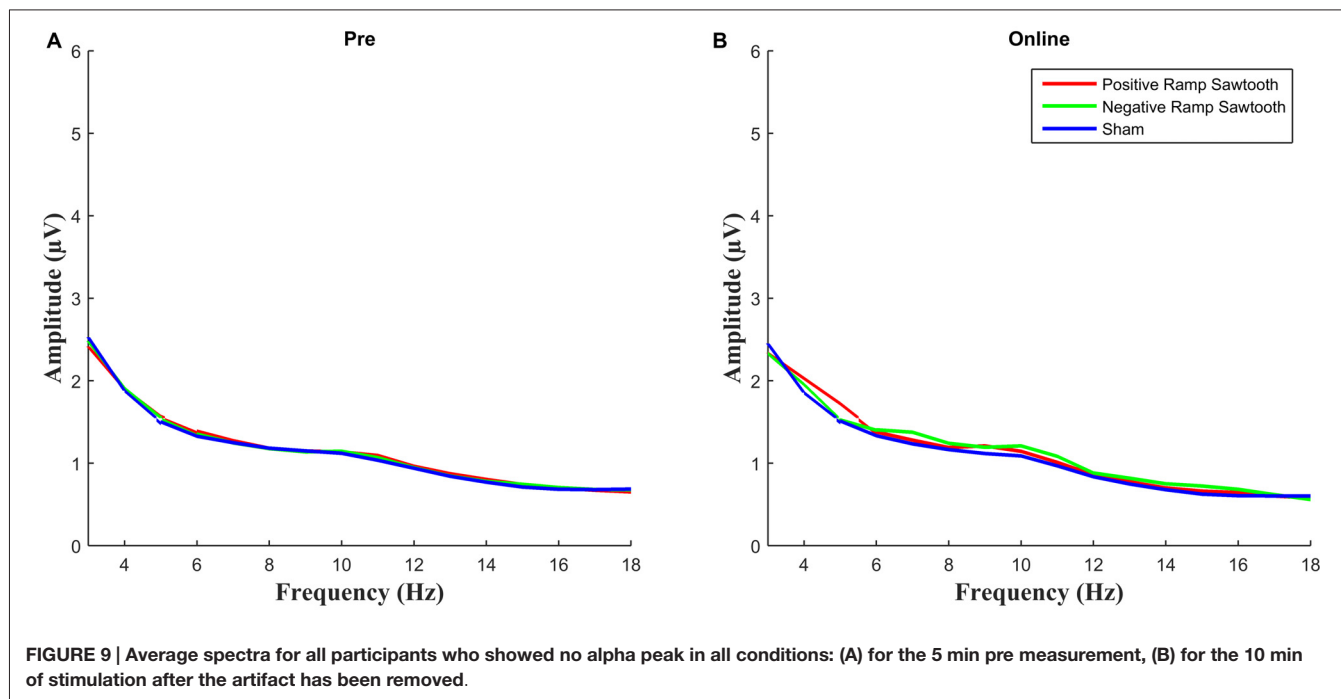 A
Pre
6
5
4
3
2
1
0
Amplitude (µV)
4 6 8 10 12 14 16 18
Frequency (Hz)
B
Online
6
5
4
3
2
1
0
Amplitude (µV)
4 6 8 10 12 14 16 18
Frequency (Hz)
Positive Ramp Sawtooth
Negative Ramp Sawtooth
Sham
FIGURE 9 | Average spectra for all participants who showed no alpha peak in all conditions: (A) for the 5 min pre measurement, (B) for the 10 min
of stimulation after the artifact has been removed.